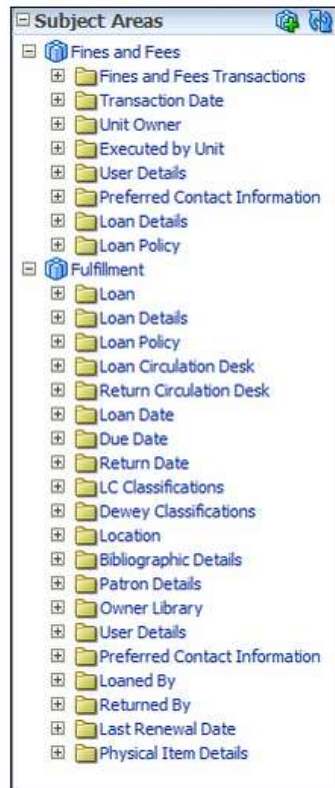 Subject Areas
Fines and Fees
Fines and Fees Transactions
Transaction Date
Unit Owner
Executed by Unit
User Details
Preferred Contact Information
Loan Details
Loan Policy
Fulfillment
Loan
Loan Details
Loan Policy
Loan Circulation Desk
Return Circulation Desk
Loan Date
Due Date
Return Date
LC Classifications
Dewey Classifications
Location
Bibliographic Details
Patron Details
Owner Library
User Details
Preferred Contact Information
Loaned By
Returned By
Last Renewal Date
Physical Item Details